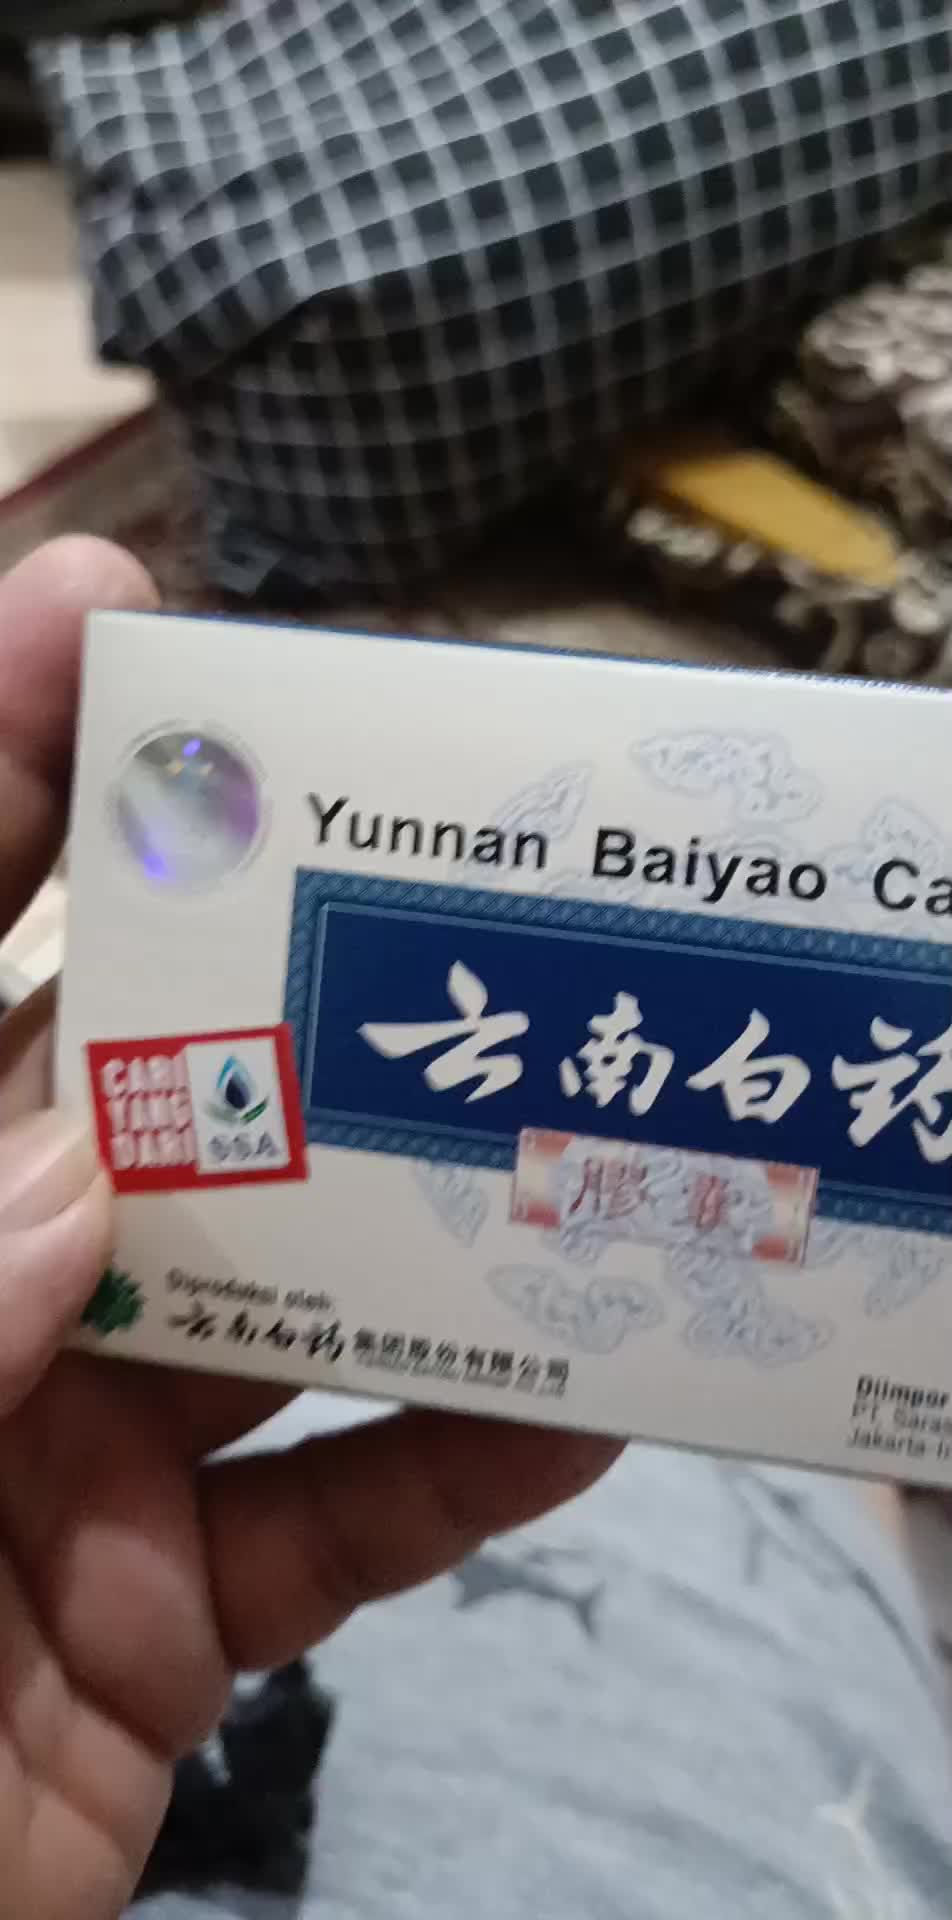 Yunnan Baiyao Ca
云南白药
CARI
YANG
DARI
SSA
膠囊
Diproduksi oleh:
云南白药 集团股份有限公司
Diimpor
PT. Saras
Jakarta-I